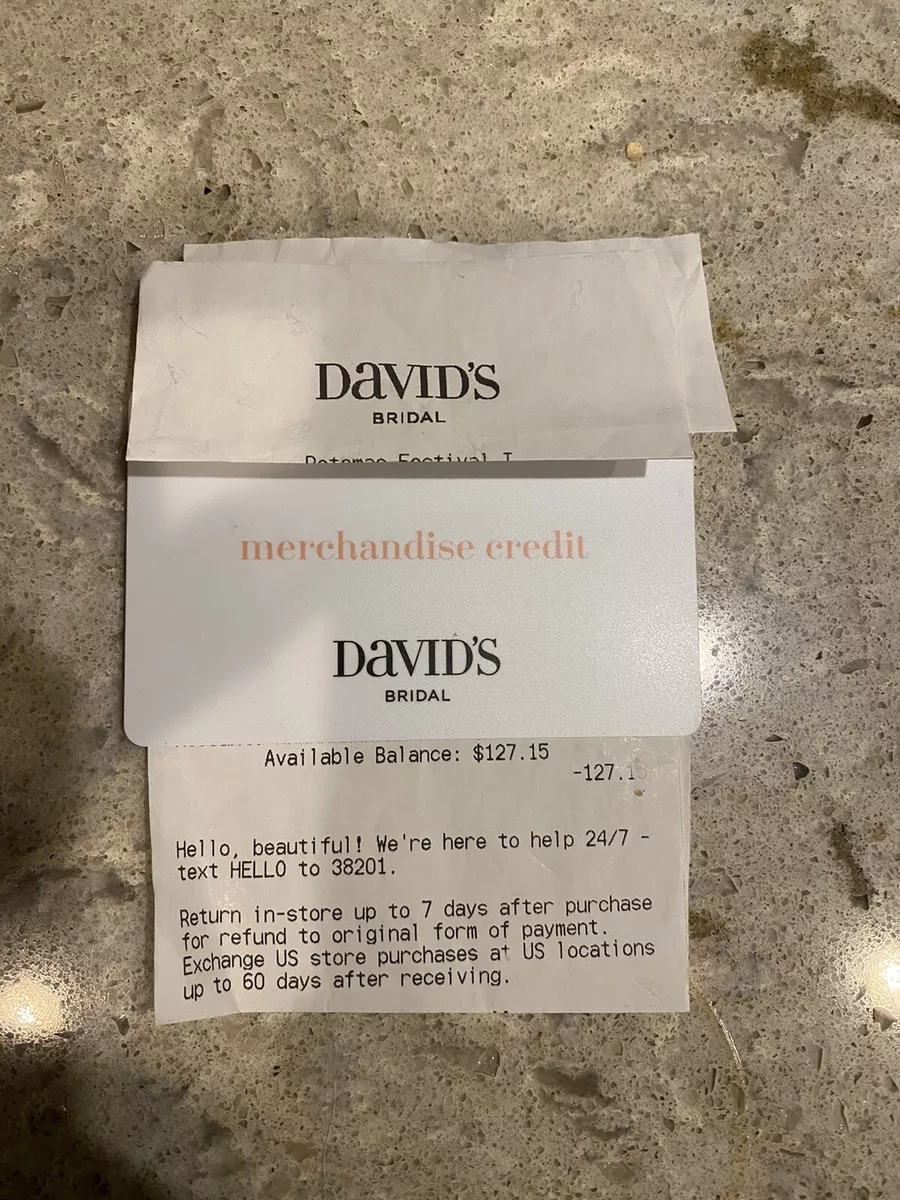 DAVID'S
BRIDAL
merchandise credit
DAVID'S
BRIDAL
Available Balance: $127.15
Hello, beautiful! We're here to help 24/7 -
text HELLO to 38201.
Return in-store up to 7 days after purchase
for refund to original form of payment.
Exchange US store purchases at US locations
up to 60 days after receiving.